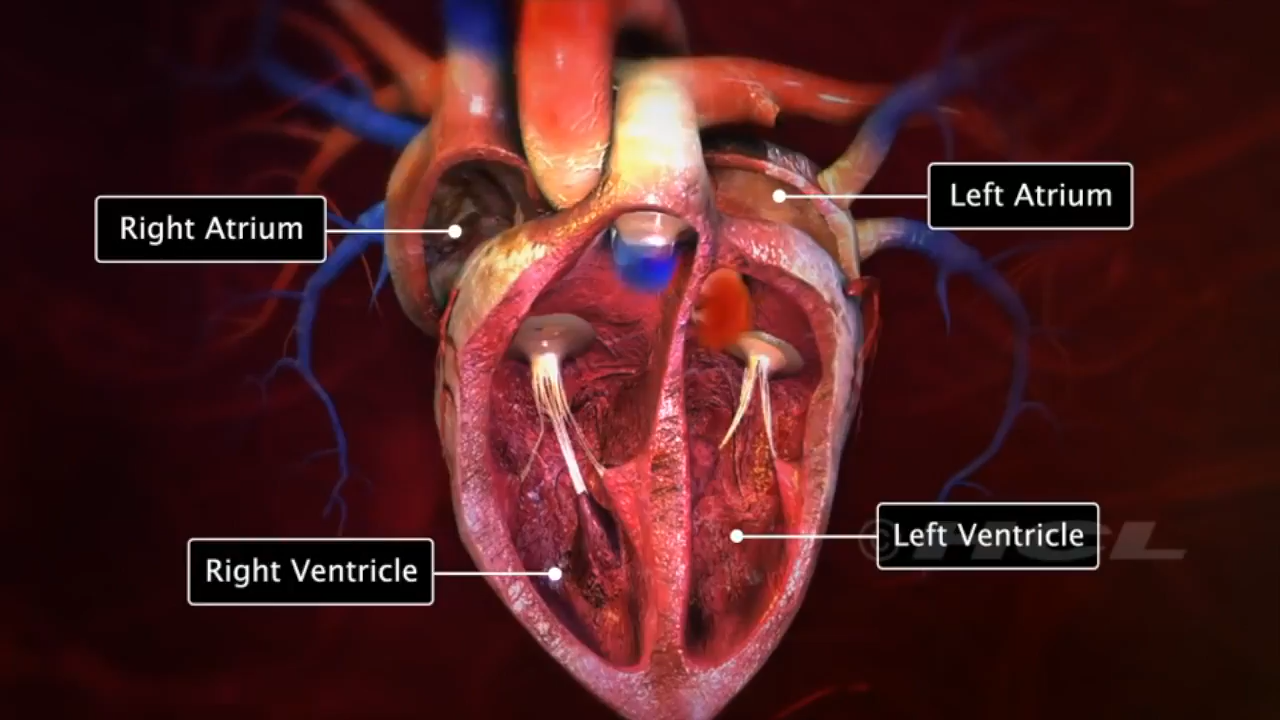 Left Atrium
Right Atrium
Left Ventricle
Right Ventricle